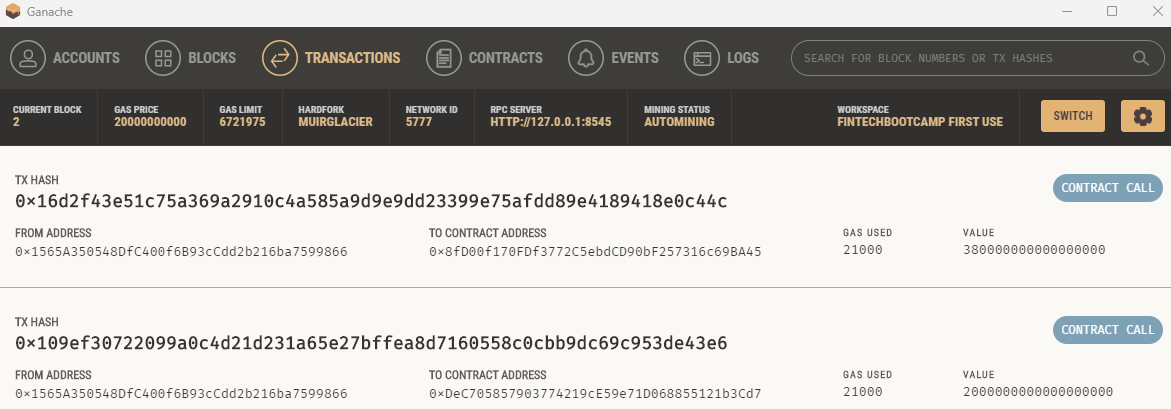 Ganache
ACCOUNTS BLOCKS TRANSACTIONS CONTRACTS EVENTS LOGS SEARCH FOR BLOCK NUMBERS OR TX HASHES
CURRENT BLOCK GAS PRICE GAS LIMIT HARDFORK NETWORK ID RPC SERVER MINING STATUS WORKSPACE
2 20000000000 6721975 MUIRGLACIER 5777 HTTP://127.0.0.1:8545 AUTOMINING FINTECHBOOTCAMP FIRST USE SWITCH
TX HASH
0×16d2f43e51c75a369a2910c4a585a9d9e9dd23399e75afdd89e4189418e0c44c CONTRACT CALL
FROM ADDRESS TO CONTRACT ADDRESS GAS USED VALUE
0×1565A350548DfC400f6B93cCdd2b216ba7599866 0×8fD00f170FDf3772C5ebdCD90bF257316c69BA45 21000 380000000000000000
TX HASH
0×109ef30722099a0c4d21d231a65e27bffea8d7160558c0cbb9dc69c953de43e6 CONTRACT CALL
FROM ADDRESS TO CONTRACT ADDRESS GAS USED VALUE
0×1565A350548DfC400f6B93cCdd2b216ba7599866 0×DeC705857903774219cE59e71D068855121b3Cd7 21000 2000000000000000000